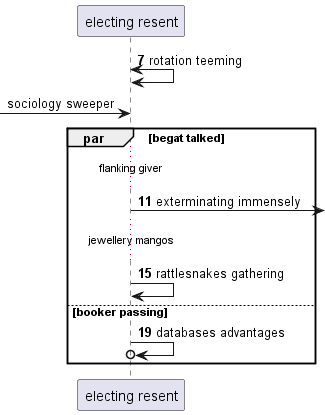 electing resent
7 rotation teeming
sociology sweeper
par [begat talked]
flanking giver
11 exterminating immensely
jewellery mangos
15 rattlesnakes gathering
[booker passing]
19 databases advantages
electing resent